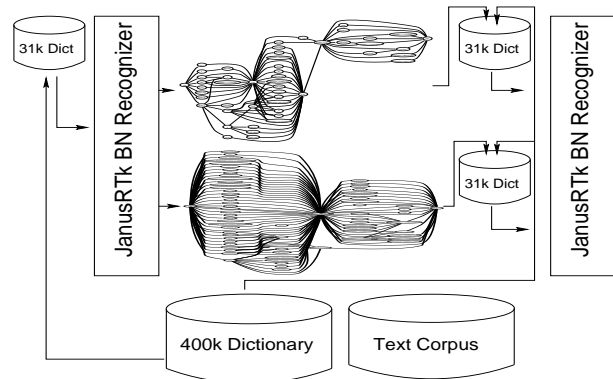 31k Dict
JanusRTk BN Recognizer
31k Dict
31k Dict
JanusRTk BN Recognizer
400k Dictionary
Text Corpus